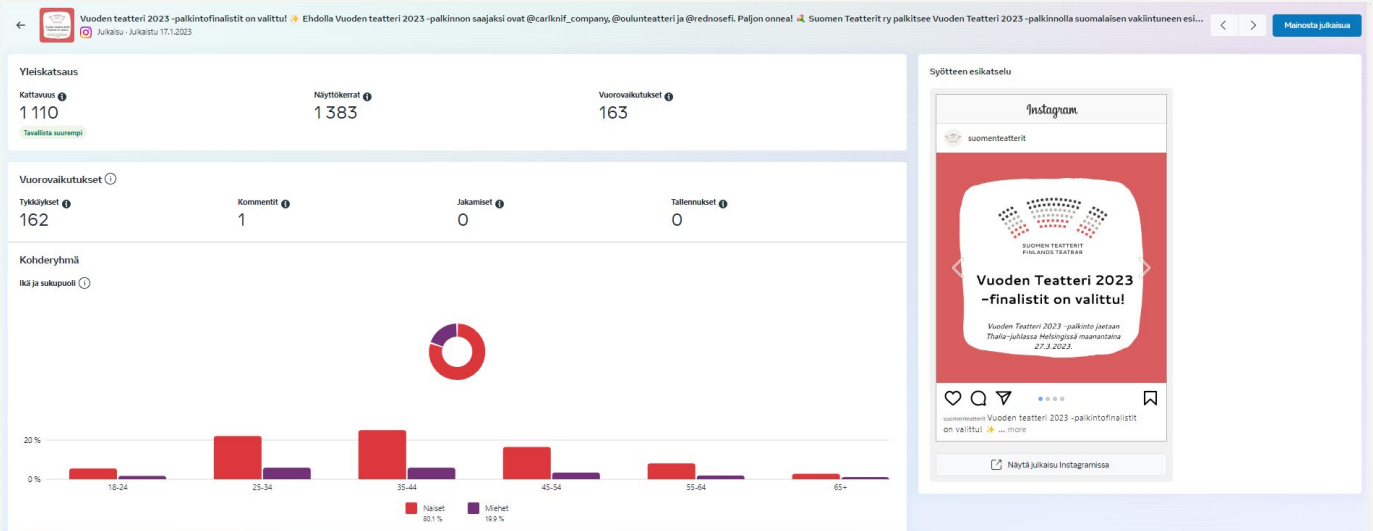 Vuoden teatteri 2023 -palkintofinalistit on valittu! ✨ Ehdolla Vuoden teatteri 2023 -palkinnon saajaksi ovat @carlknif_company, @oulunteatteri ja @rednosefi. Paljon onnea! 💐 Suomen Teatterit ry palkitsee Vuoden Teatteri 2023 -palkinnolla suomalaisen vakiintuneen esi...
Julkaisu · Julkaistu 17.1.2023
Mainosta julkaisua
Yleiskatsaus
Kattavuus
Näyttökerrat
Vuorovaikutukset
1 110
1 383
163
Tavallista suurempi
Vuorovaikutukset
Tykkäykset
Kommentit
Jakamiset
Tallennukset
162
1
0
0
Kohderyhmä
Ikä ja sukupuoli
20 %
0 %
18-24
25-34
35-44
45-54
55-64
65+
Naiset
80,1 %
Miehet
19,9 %
Syötteen esikatselu
Instagram
suomenteatterit
SUOMEN TEATTERIT
FINLANDS TEATRAR
Vuoden Teatteri 2023
-finalistit on valittu!
Vuoden Teatteri 2023 -palkinto jaetaan
Thalia-juhlassa Helsingissä maanantaina
27.3.2023.
suomenteatterit Vuoden teatteri 2023 -palkintofinalistit
on valittu! ✨ ... more
Näytä julkaisu Instagramissa